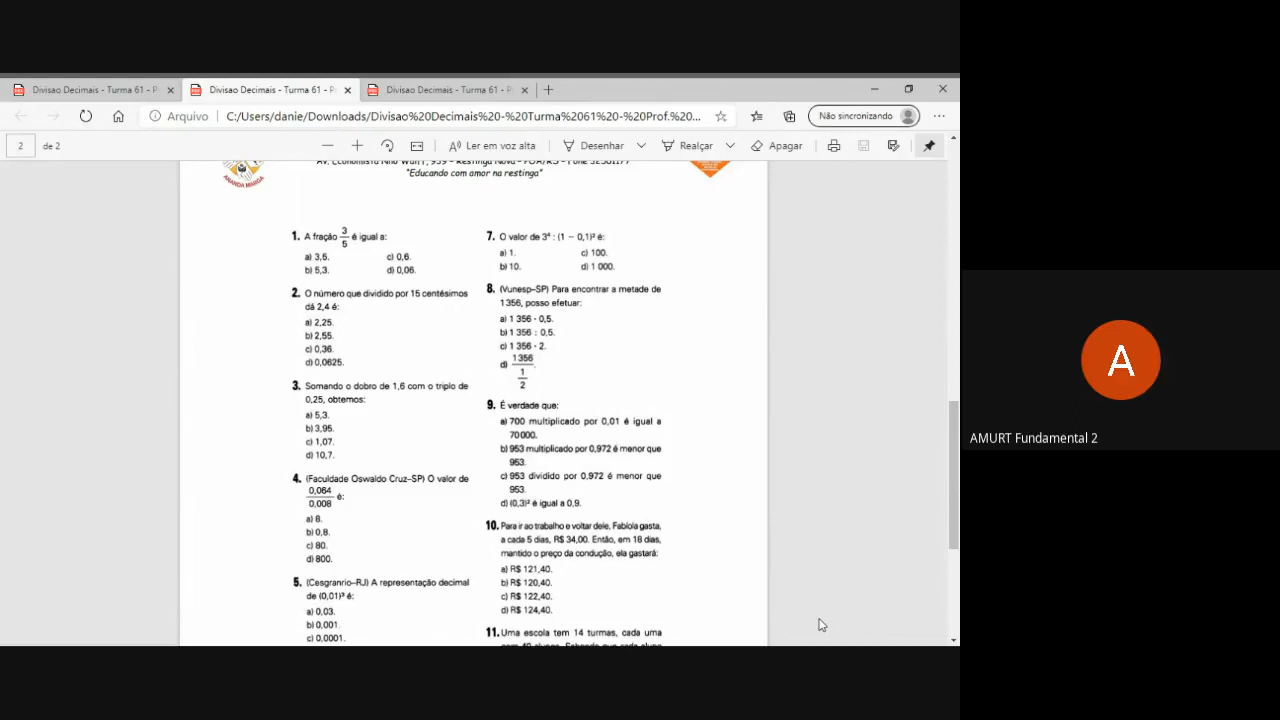 Divisao Decimais - Turma 61 - P
Divisao Decimais - Turma 61 - P
Divisao Decimais - Turma 61 - P
Arquivo
C:/Users/danie/Downloads/Divisao%20Decimais%20-%20Turma%2061%20-%20Prof.%20...
Não sincronizando
2
de 2
Ler em voz alta
Desenhar
Realçar
Apagar
"Educando com amor na restinga"
ANANDA MARGA
1. A fração 3/5 é igual a:
a) 3,5.
c) 0,6.
b) 5,3.
d) 0,06.
2. O número que dividido por 15 centésimos
dá 2,4 é:
a) 2,25.
b) 2,55.
c) 0,36.
d) 0,0625.
3. Somando o dobro de 1,6 com o triplo de
0,25, obtemos:
a) 5,3.
b) 3,95.
c) 1,07.
d) 10,7.
4. (Faculdade Oswaldo Cruz–SP) O valor de
0,064/0,008 é:
a) 8.
b) 0,8.
c) 80.
d) 800.
5. (Cesgranrio–RJ) A representação decimal
de (0,01)³ é:
a) 0,03.
b) 0,001.
c) 0,0001.
7. O valor de 3⁴ : (1 – 0,1)² é:
a) 1.
c) 100.
b) 10.
d) 1 000.
8. (Vunesp–SP) Para encontrar a metade de
1 356, posso efetuar:
a) 1 356 · 0,5.
b) 1 356 : 0,5.
c) 1 356 · 2.
d) 1 356/(1/2).
9. É verdade que:
a) 700 multiplicado por 0,01 é igual a
70 000.
b) 953 multiplicado por 0,972 é menor que
953.
c) 953 dividido por 0,972 é menor que
953.
d) (0,3)² é igual a 0,9.
10. Para ir ao trabalho e voltar dele, Fabíola gasta,
a cada 5 dias, R$ 34,00. Então, em 18 dias,
mantido o preço da condução, ela gastará:
a) R$ 121,40.
b) R$ 120,40.
c) R$ 122,40.
d) R$ 124,40.
11. Uma escola tem 14 turmas, cada uma
A
AMURT Fundamental 2